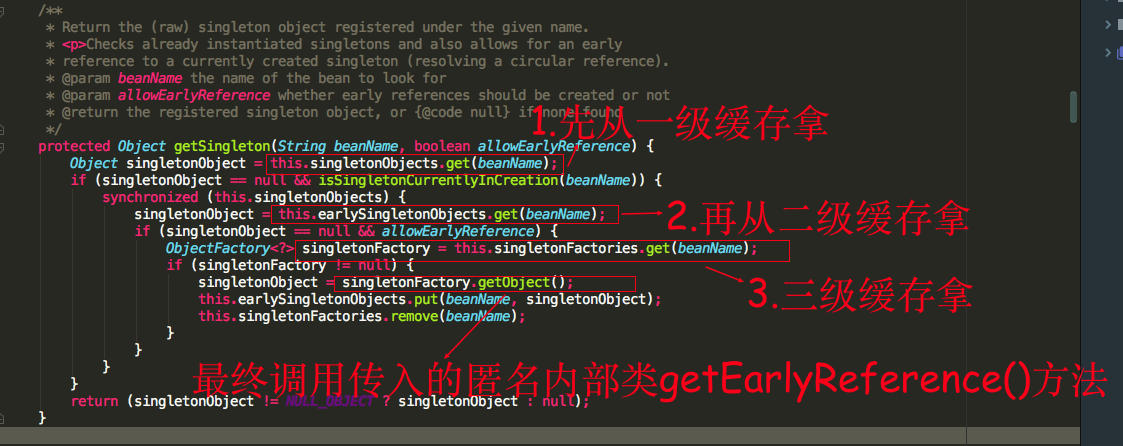 /**
 * Return the (raw) singleton object registered under the given name.
 * <p>Checks already instantiated singletons and also allows for an early
 * reference to a currently created singleton (resolving a circular reference).
 * @param beanName the name of the bean to look for
 * @param allowEarlyReference whether early references should be created or not
 * @return the registered singleton object, or {@code null} if none found
 */
1.先从一级缓存拿
protected Object getSingleton(String beanName, boolean allowEarlyReference) {
Object singletonObject = this.singletonObjects.get(beanName);
if (singletonObject == null && isSingletonCurrentlyInCreation(beanName)) {
synchronized (this.singletonObjects) {
singletonObject = this.earlySingletonObjects.get(beanName);
2.再从二级缓存拿
if (singletonObject == null && allowEarlyReference) {
ObjectFactory<?> singletonFactory = this.singletonFactories.get(beanName);
if (singletonFactory != null) {
singletonObject = singletonFactory.getObject();
3.三级缓存拿
this.earlySingletonObjects.put(beanName, singletonObject);
this.singletonFactories.remove(beanName);
}
}
}
最终调用传入的匿名内部类getEarlyReference()方法
}
return (singletonObject != NULL_OBJECT ? singletonObject : null);
}